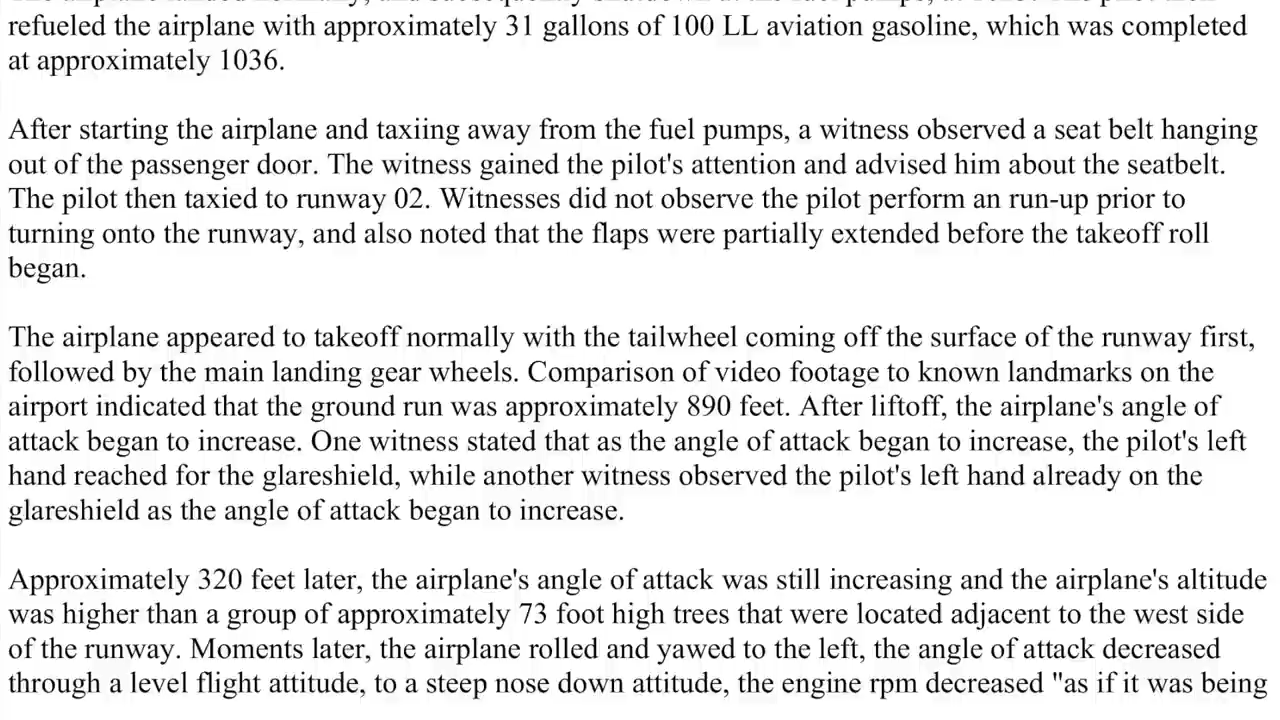 refueled the airplane with approximately 31 gallons of 100 LL aviation gasoline, which was completed
at approximately 1036.
After starting the airplane and taxiing away from the fuel pumps, a witness observed a seat belt hanging
out of the passenger door. The witness gained the pilot's attention and advised him about the seatbelt.
The pilot then taxied to runway 02. Witnesses did not observe the pilot perform an run-up prior to
turning onto the runway, and also noted that the flaps were partially extended before the takeoff roll
began.
The airplane appeared to takeoff normally with the tailwheel coming off the surface of the runway first,
followed by the main landing gear wheels. Comparison of video footage to known landmarks on the
airport indicated that the ground run was approximately 890 feet. After liftoff, the airplane's angle of
attack began to increase. One witness stated that as the angle of attack began to increase, the pilot's left
hand reached for the glareshield, while another witness observed the pilot's left hand already on the
glareshield as the angle of attack began to increase.
Approximately 320 feet later, the airplane's angle of attack was still increasing and the airplane's altitude
was higher than a group of approximately 73 foot high trees that were located adjacent to the west side
of the runway. Moments later, the airplane rolled and yawed to the left, the angle of attack decreased
through a level flight attitude, to a steep nose down attitude, the engine rpm decreased "as if it was being